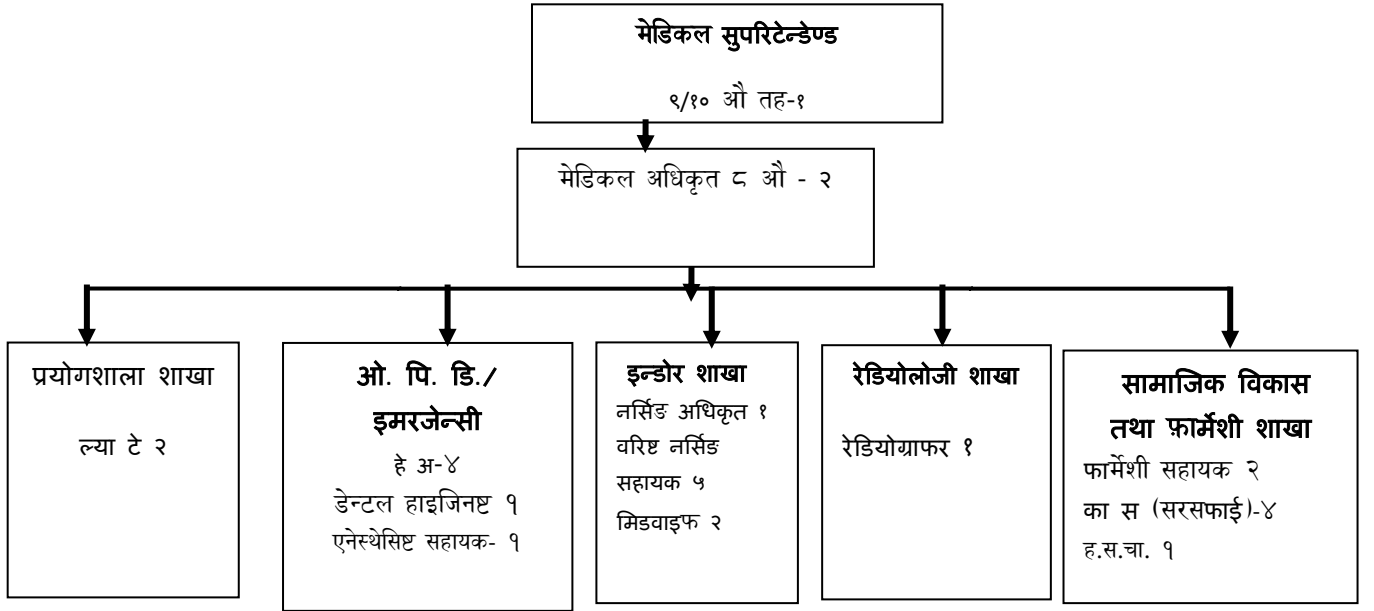 मेडिकल सुपरिटेन्डेण्ड
९/१० औ तह-१
मेडिकल अधिकृत ८ औ - २
प्रयोगशाला शाखा
ल्या टे २
ओ. पि. डि./
इमरजेन्सी
हे अ-४
डेन्टल हाइजिनष्ट १
एनेस्थेसिष्ट सहायक- १
इन्डोर शाखा
नर्सिङ अधिकृत १
वरिष्ट नर्सिङ
सहायक ५
मिडवाइफ २
रेडियोलोजी शाखा
रेडियोग्राफर १
सामाजिक विकास
तथा फ़ार्मेशी शाखा
फार्मेशी सहायक २
का स (सरसफाई)-४
ह.स.चा. १